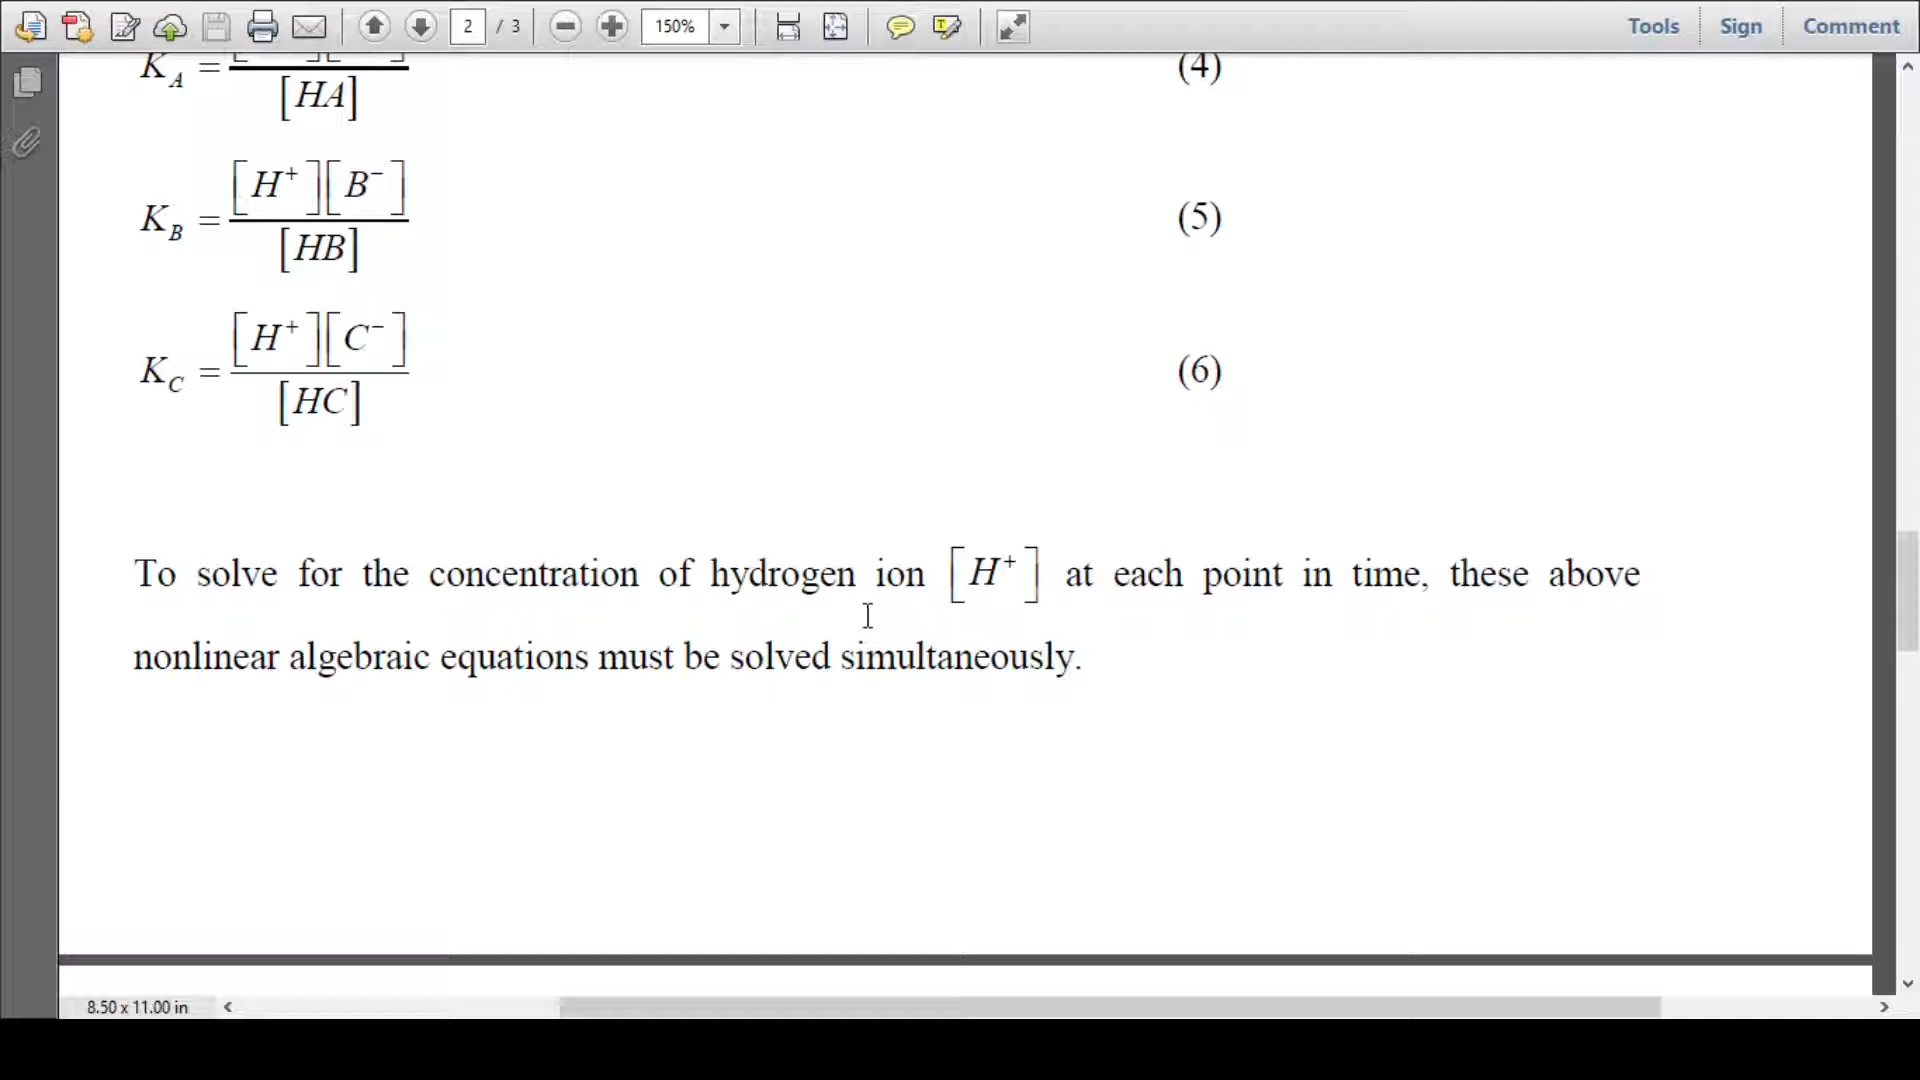 2 / 3 150% Tools Sign Comment
K_A = [HA] (4)
K_B = [H⁺][B⁻] / [HB] (5)
K_C = [H⁺][C⁻] / [HC] (6)
To solve for the concentration of hydrogen ion [H⁺] at each point in time, these above
nonlinear algebraic equations must be solved simultaneously.
8.50 x 11.00 in